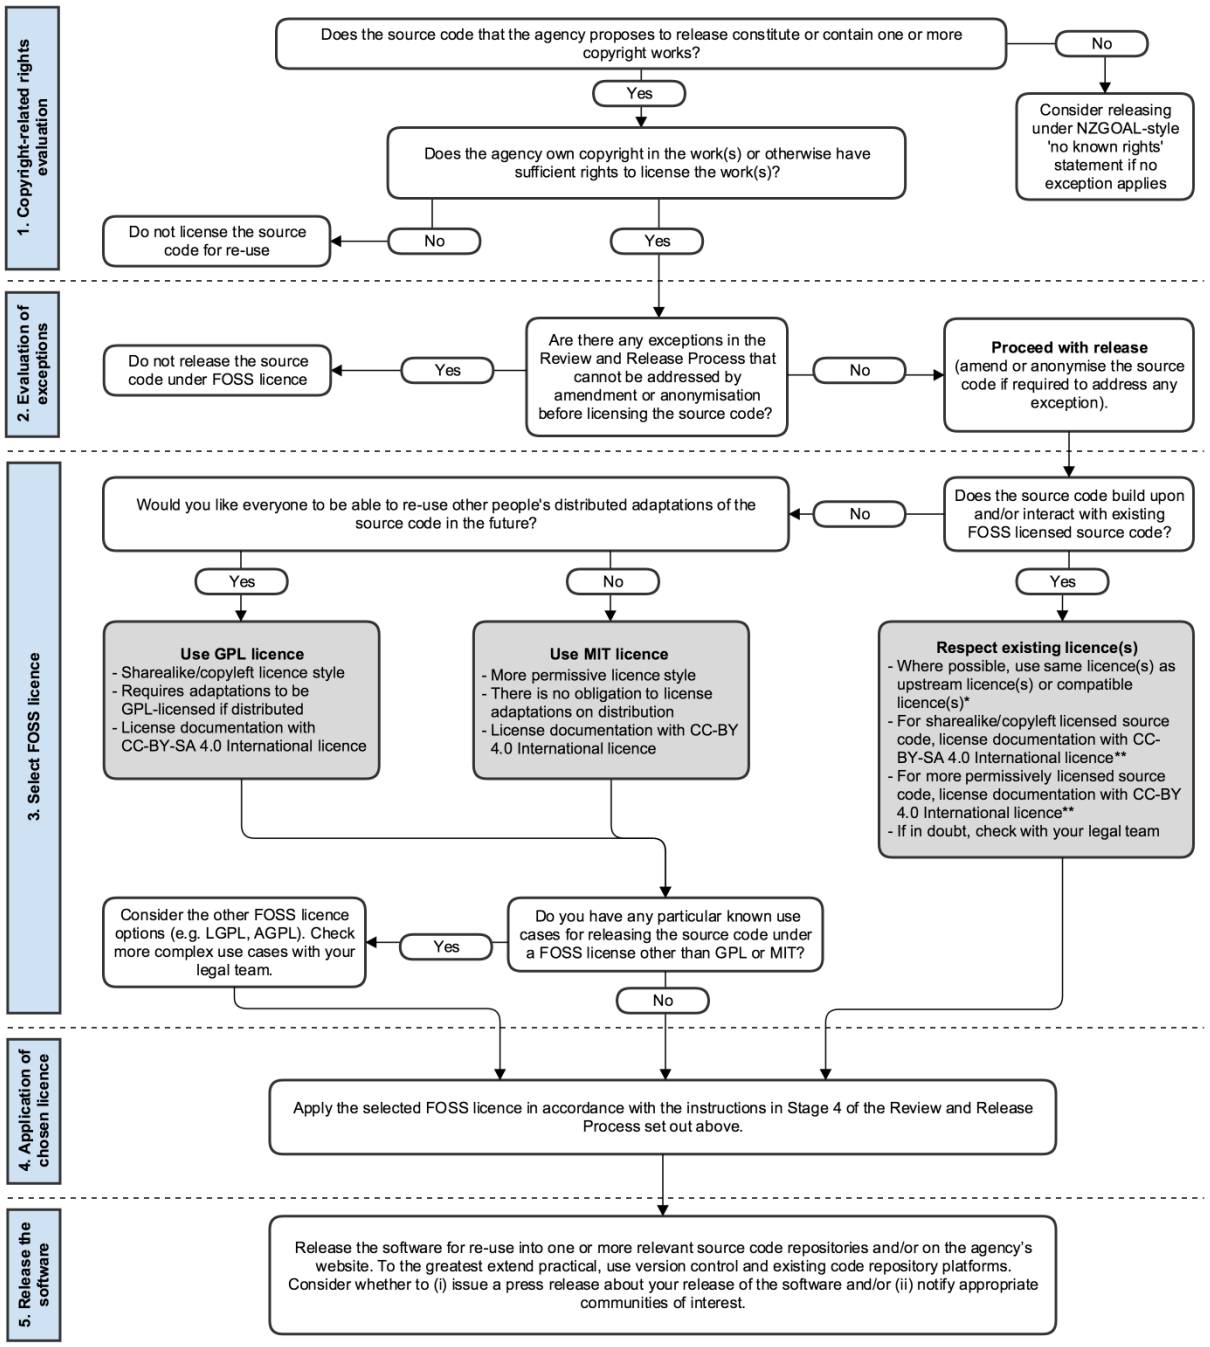 1. Copyright-related rights
evaluation
Does the source code that the agency proposes to release constitute or contain one or more
copyright works?
No
Yes
Consider releasing
under NZGOAL-style
'no known rights'
statement if no
exception applies
Does the agency own copyright in the work(s) or otherwise have
sufficient rights to license the work(s)?
Do not license the source
code for re-use
No
Yes
2. Evaluation of
exceptions
Do not release the source
code under FOSS licence
Yes
Are there any exceptions in the
Review and Release Process that
cannot be addressed by
amendment or anonymisation
before licensing the source code?
No
Proceed with release
(amend or anonymise the source
code if required to address any
exception).
3. Select FOSS licence
Would you like everyone to be able to re-use other people's distributed adaptations of the
source code in the future?
No
Does the source code build upon
and/or interact with existing
FOSS licensed source code?
Yes
No
Yes
Use GPL licence
- Sharealike/copyleft licence style
- Requires adaptations to be
GPL-licensed if distributed
- License documentation with
CC-BY-SA 4.0 International licence
Use MIT licence
- More permissive licence style
- There is no obligation to license
adaptations on distribution
- License documentation with CC-BY
4.0 International licence
Respect existing licence(s)
- Where possible, use same licence(s) as
upstream licence(s) or compatible
licence(s)*
- For sharealike/copyleft licensed source
code, license documentation with CC-
BY-SA 4.0 International licence**
- For more permissively licensed source
code, license documentation with CC-BY
4.0 International licence**
- If in doubt, check with your legal team
Consider the other FOSS licence
options (e.g. LGPL, AGPL). Check
more complex use cases with your
legal team.
Yes
Do you have any particular known use
cases for releasing the source code under
a FOSS license other than GPL or MIT?
No
4. Application of
chosen licence
Apply the selected FOSS licence in accordance with the instructions in Stage 4 of the Review and Release
Process set out above.
5. Release the
software
Release the software for re-use into one or more relevant source code repositories and/or on the agency's
website. To the greatest extend practical, use version control and existing code repository platforms.
Consider whether to (i) issue a press release about your release of the software and/or (ii) notify appropriate
communities of interest.